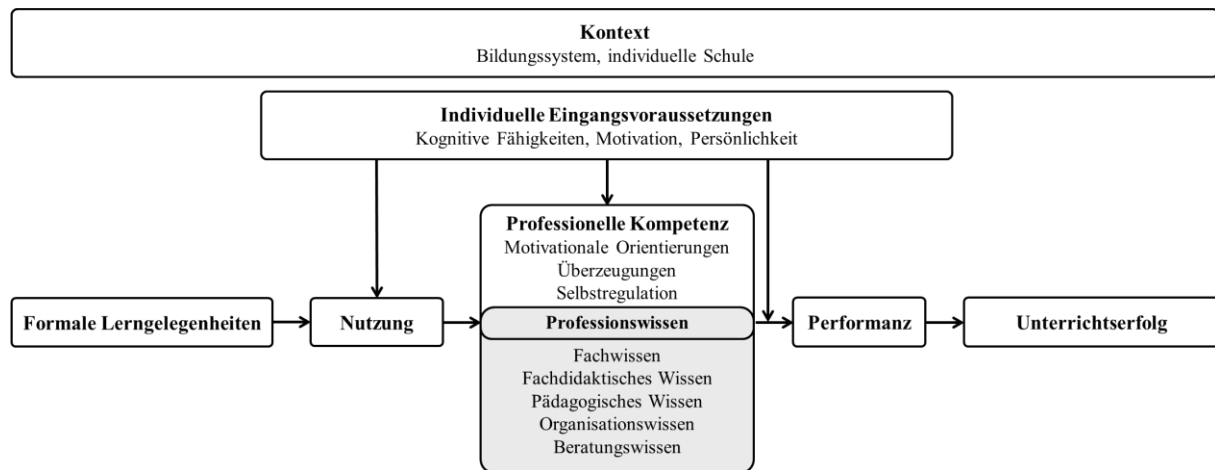 Kontext
Bildungssystem, individuelle Schule
Individuelle Eingangsvoraussetzungen
Kognitive Fähigkeiten, Motivation, Persönlichkeit
Professionelle Kompetenz
Motivationale Orientierungen
Überzeugungen
Selbstregulation
Formale Lerngelegenheiten
Nutzung
Professionswissen
Performanz
Unterrichtserfolg
Fachwissen
Fachdidaktisches Wissen
Pädagogisches Wissen
Organisationswissen
Beratungswissen